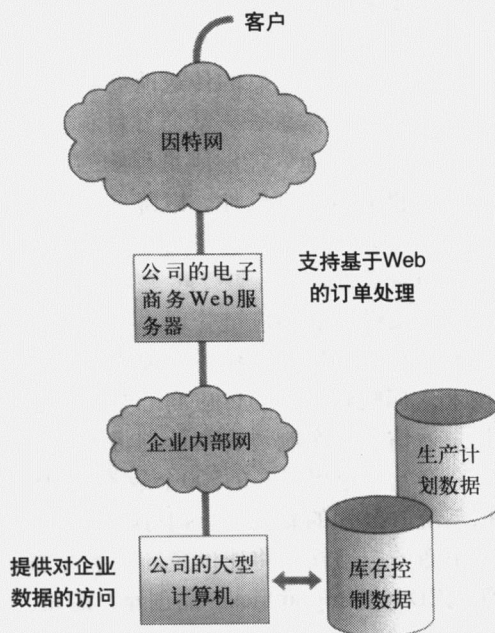 客户
因特网
公司的电子
商务Web服
务器
支持基于Web
的订单处理
企业内部网
生产计
划数据
提供对企业
数据的访问
公司的大型
计算机
库存控
制数据